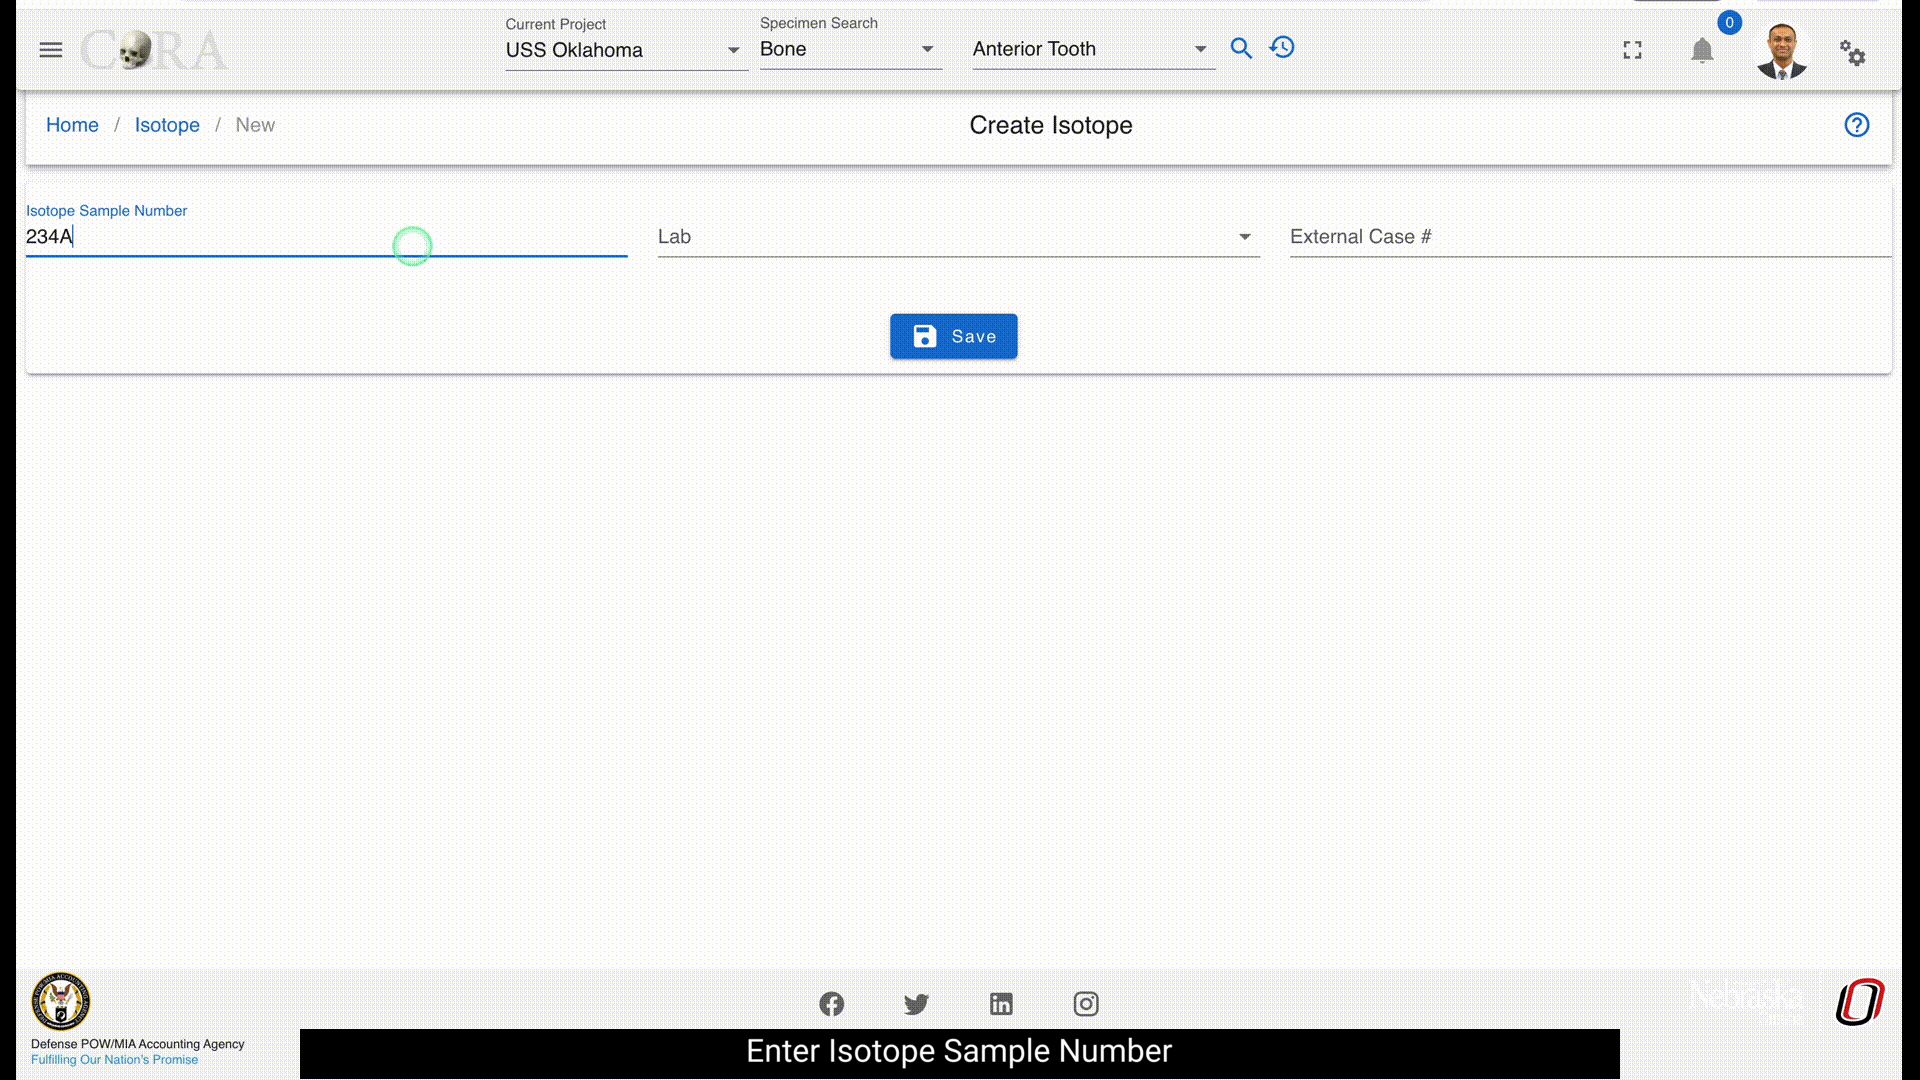 Current Project
Specimen Search
CORA
USS Oklahoma
Bone
Anterior Tooth
0
Home / Isotope / New
Create Isotope
Isotope Sample Number
234A
Lab
External Case #
Save
Nebraska
Defense POW/MIA Accounting Agency
Fulfilling Our Nation's Promise
Enter Isotope Sample Number